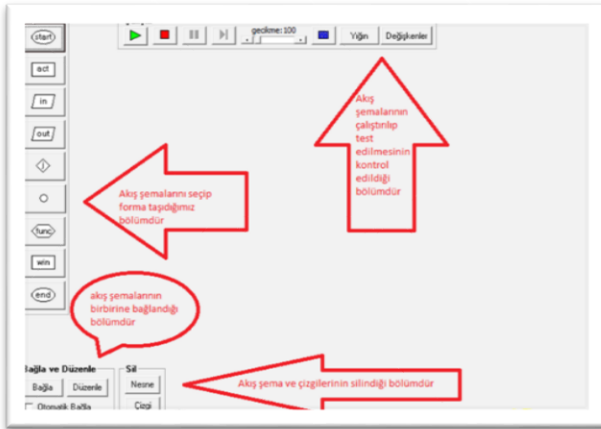 start
gecikme:100
Yığın
Değişkenler
act
in
out
func
win
end
Akış
şemalarının
çalıştırılıp
test
edilmesinin
kontrol
edildiği
bölümdür
Akış şemalarını seçip
forma taşıdığımız
bölümdür
akış şemalarının
birbirine bağlandığı
bölümdür
Bağla ve Düzenle
Sil
Bağla
Düzenle
Nesne
Akış şema ve çizgilerinin silindiği bölümdür
Otomatik Bağla
Çizgi